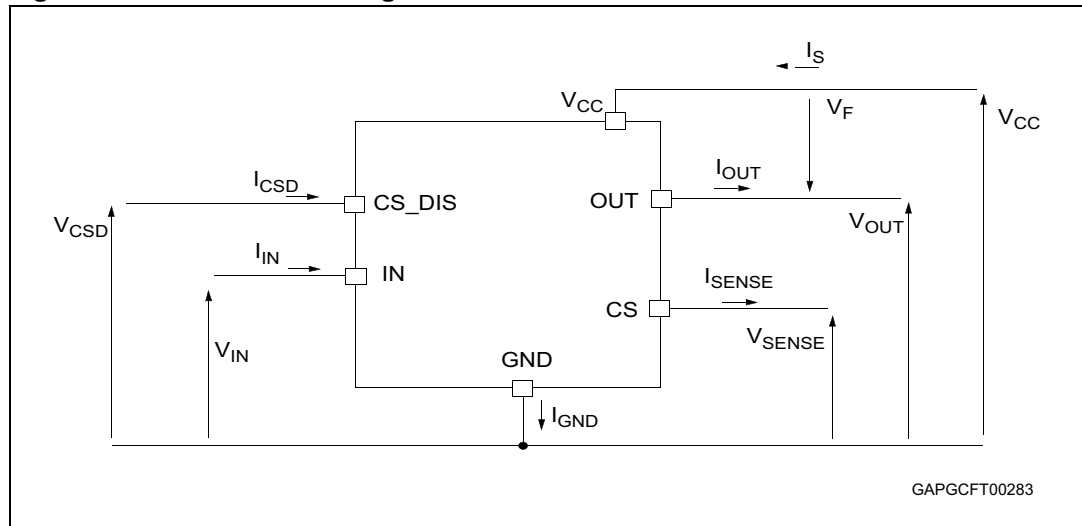 I_S
V_CC
V_F
V_CC
I_CSD
CS_DIS
OUT
I_OUT
V_CSD
V_OUT
I_IN
IN
I_SENSE
CS
V_IN
V_SENSE
GND
I_GND
GAPGCFT00283